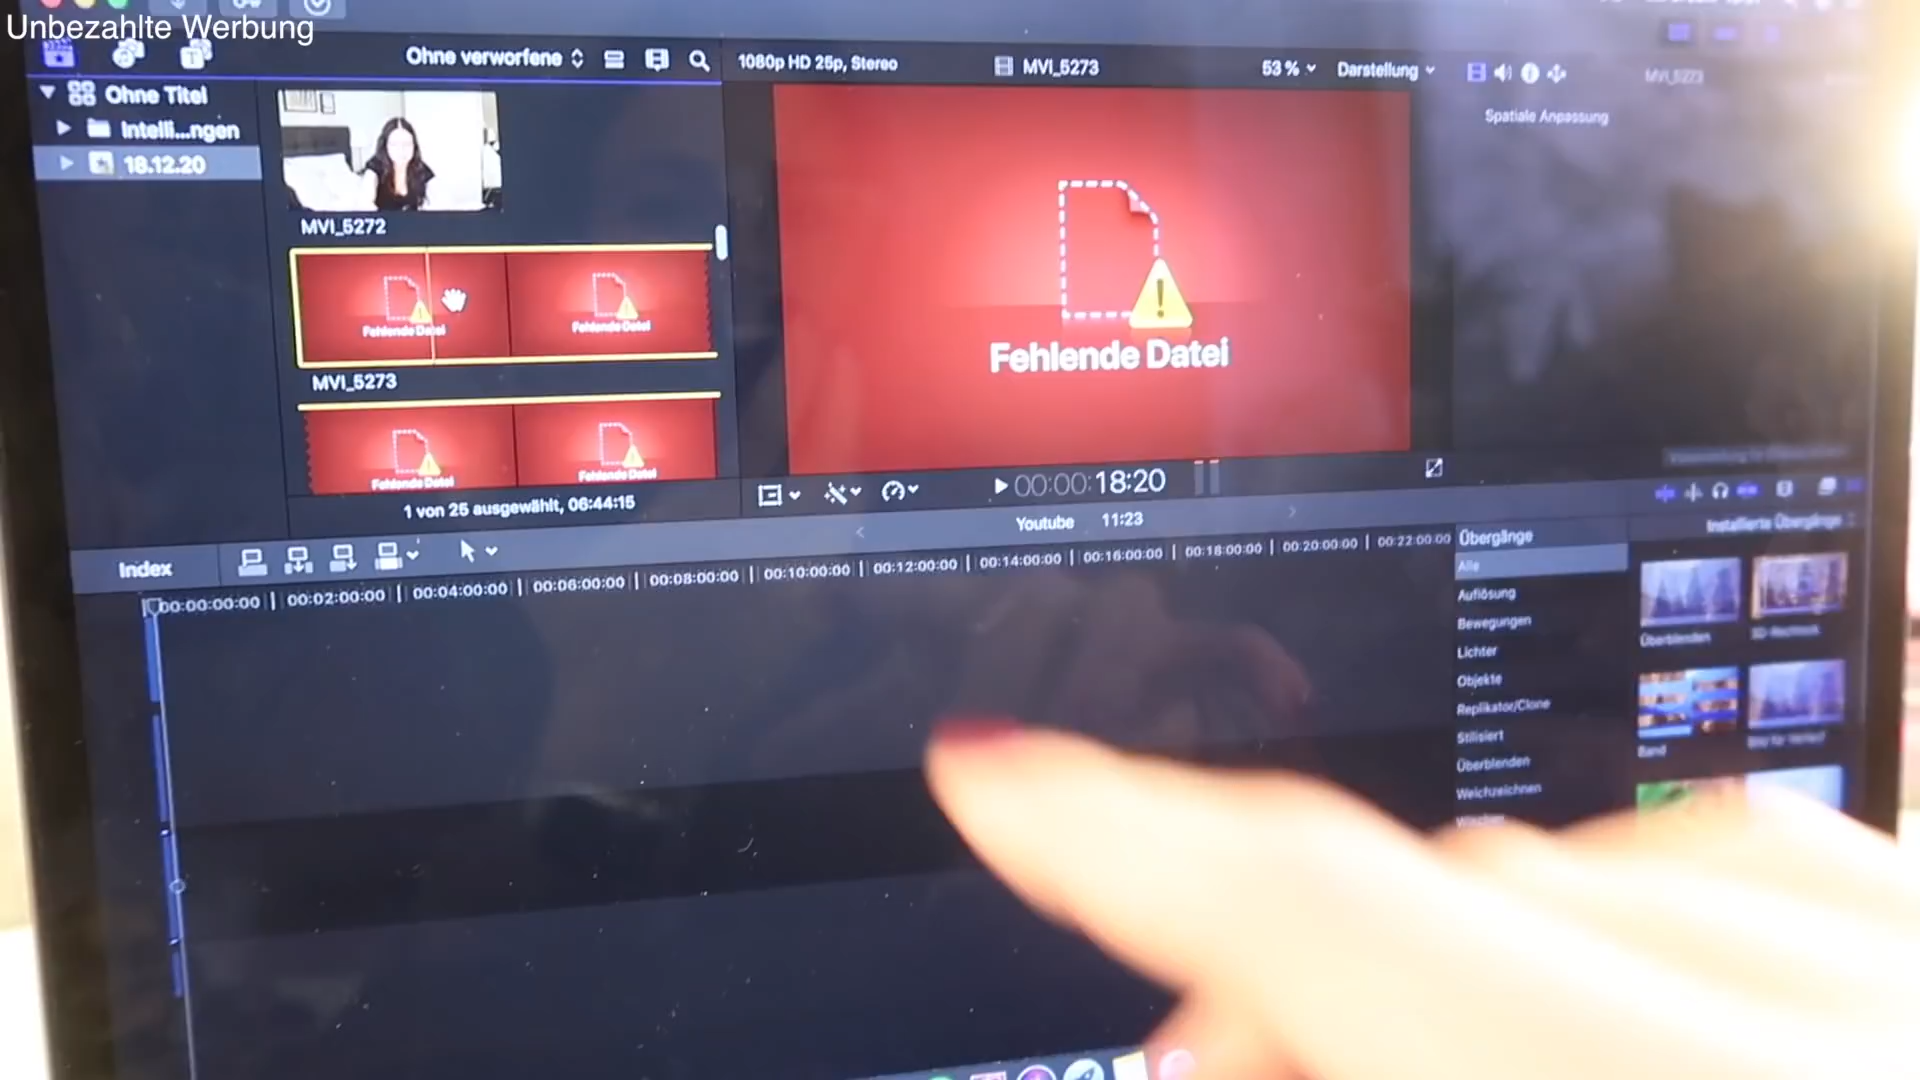 Unbezahlte Werbung
Ohne verworfene
1080p HD 25p, Stereo
MVI_5273
53 %
Darstellung
MVI_5273
Ohne Titel
Intelli...ngen
18.12.20
Spatiale Anpassung
MVI_5272
Fehlende Datei
Fehlende Datei
Fehlende Datei
MVI_5273
Fehlende Datei
Fehlende Datei
1 von 25 ausgewählt, 06:44:15
00:00:18:20
Youtube
11:23
Index
00:00:00:00
00:02:00:00
00:04:00:00
00:06:00:00
00:08:00:00
00:10:00:00
00:12:00:00
00:14:00:00
00:16:00:00
00:18:00:00
00:20:00:00
00:22:00:00
Übergänge
Installierte Übergänge
Alle
Auflösung
Bewegungen
Lichter
Objekte
Replikator/Clone
Stilisiert
Überblenden
Weichzeichnen
Wischen
Überblenden
3D-Rechteck
Band